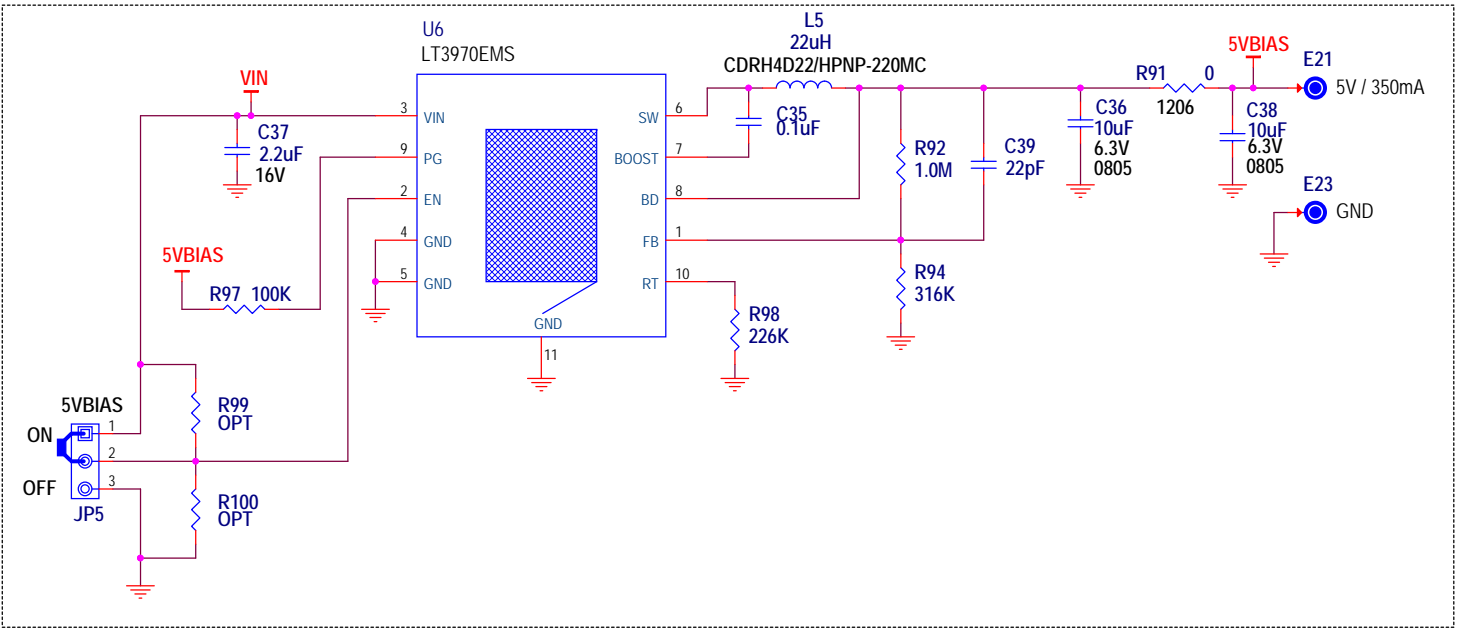 U6
LT3970EMS
L5
22uH
CDRH4D22/HPNP-220MC
5VBIAS
E21
5V / 350mA
R91 0
1206
VIN
C37
2.2uF
16V
3 VIN
9 PG
2 EN
4 GND
5 GND
GND
11
SW 6
BOOST 7
BD 8
FB 1
RT 10
C35
0.1uF
R92
1.0M
C39
22pF
C36
10uF
6.3V
0805
C38
10uF
6.3V
0805
E23
GND
5VBIAS
R97 100K
R94
316K
R98
226K
5VBIAS
ON
OFF
1
2
3
JP5
R99
OPT
R100
OPT